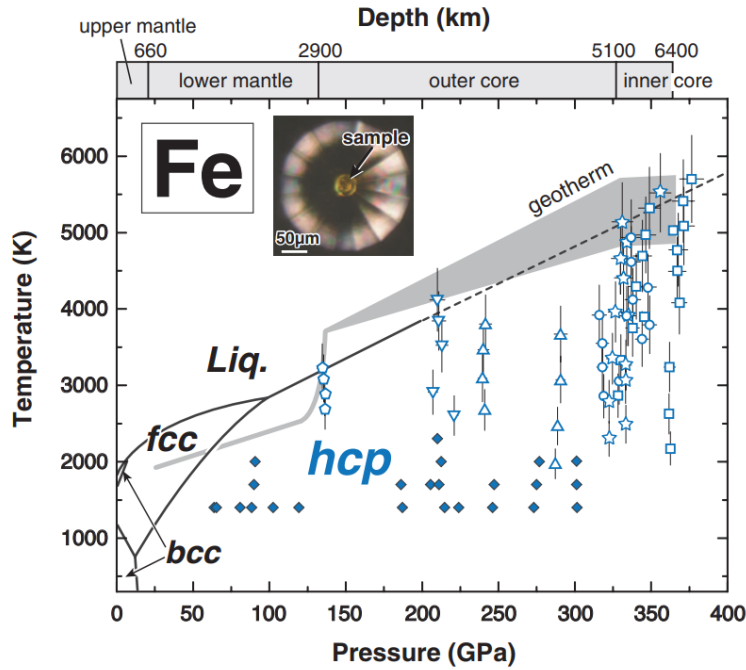 Depth (km)
upper mantle
660 2900 5100 6400
lower mantle outer core inner core
Fe
sample
50μm
geotherm
Liq.
fcc
hcp
bcc
Temperature (K)
6000
5000
4000
3000
2000
1000
0 50 100 150 200 250 300 350 400
Pressure (GPa)